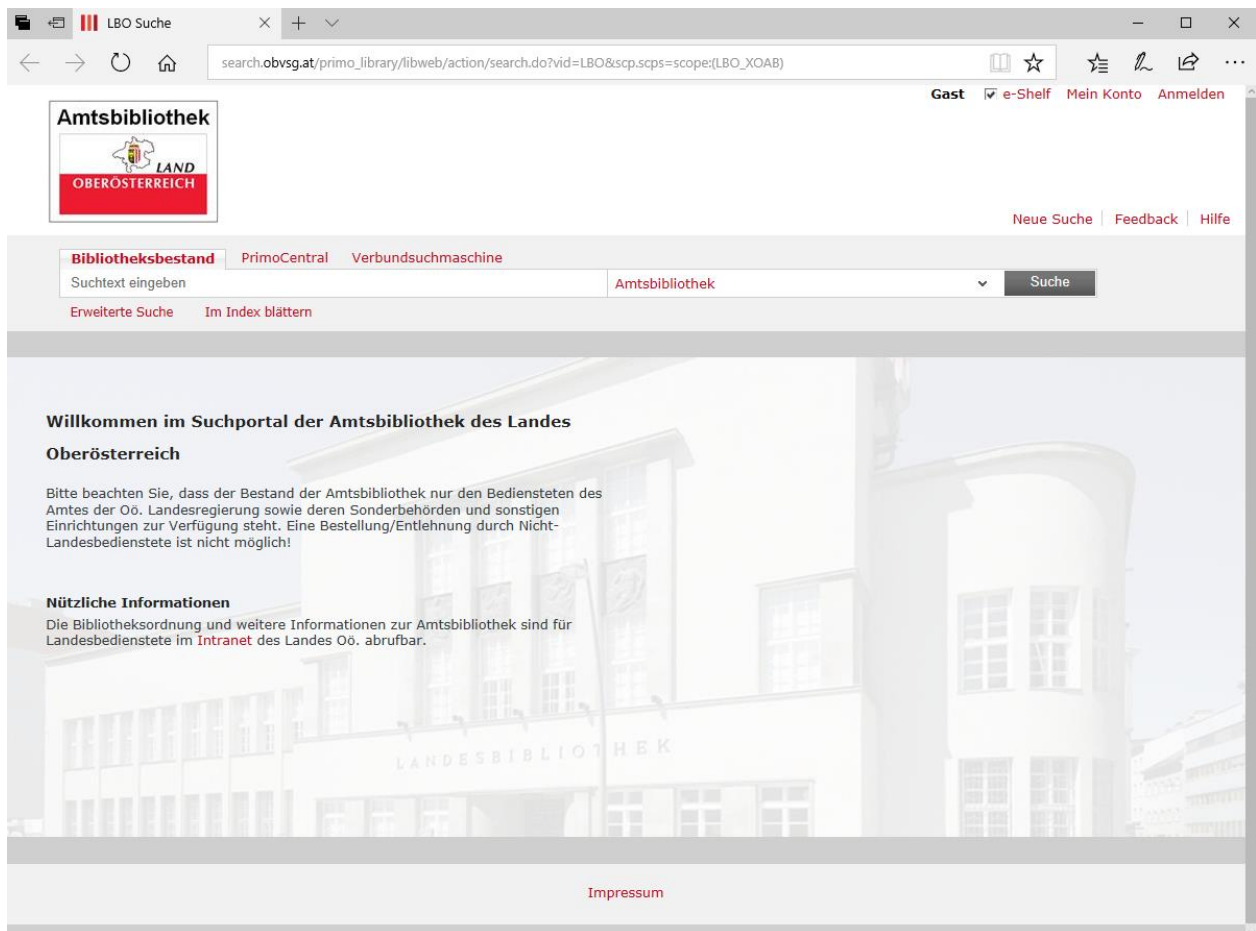 LBO Suche
search.obvsg.at/primo_library/libweb/action/search.do?vid=LBO&scp.scps=scope:(LBO_XOAB)
Gast e-Shelf Mein Konto Anmelden
Amtsbibliothek
LAND
OBERÖSTERREICH
Neue Suche Feedback Hilfe
Bibliotheksbestand PrimoCentral Verbundsuchmaschine
Suchtext eingeben Amtsbibliothek Suche
Erweiterte Suche Im Index blättern
Willkommen im Suchportal der Amtsbibliothek des Landes
Oberösterreich
Bitte beachten Sie, dass der Bestand der Amtsbibliothek nur den Bediensteten des
Amtes der Oö. Landesregierung sowie deren Sonderbehörden und sonstigen
Einrichtungen zur Verfügung steht. Eine Bestellung/Entlehnung durch Nicht-
Landesbedienstete ist nicht möglich!
Nützliche Informationen
Die Bibliotheksordnung und weitere Informationen zur Amtsbibliothek sind für
Landesbedienstete im Intranet des Landes Oö. abrufbar.
LANDESBIBLIOTHEK
Impressum